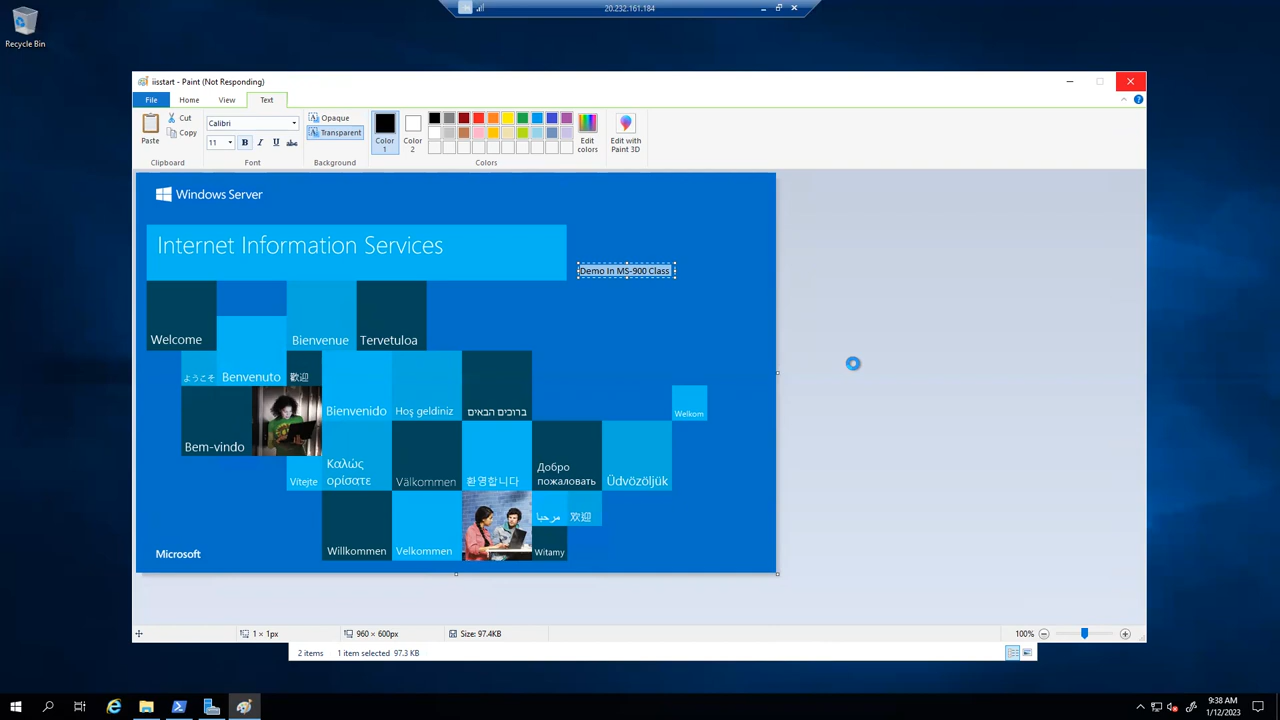 20.232.161.184
Recycle Bin
iisstart - Paint (Not Responding)
File Home View Text
Paste
Cut
Copy
Clipboard
Calibri
11 B I U abc
Font
Opaque
Transparent
Background
Color 1
Color 2
Edit colors
Colors
Edit with Paint 3D
Windows Server
Internet Information Services
Demo In MS-900 Class
Welcome
Bienvenue
Tervetuloa
ようこそ
Benvenuto
歡迎
Bienvenido
Hoş geldiniz
ברוכים הבאים
Welkom
Bem-vindo
Vítejte
Καλώς ορίσατε
Välkommen
환영합니다
Добро пожаловать
Üdvözöljük
مرحبا
欢迎
Microsoft
Willkommen
Velkommen
Witamy
1 × 1px
960 × 600px
Size: 97.4KB
100%
2 items 1 item selected 97.3 KB
9:38 AM
1/12/2023